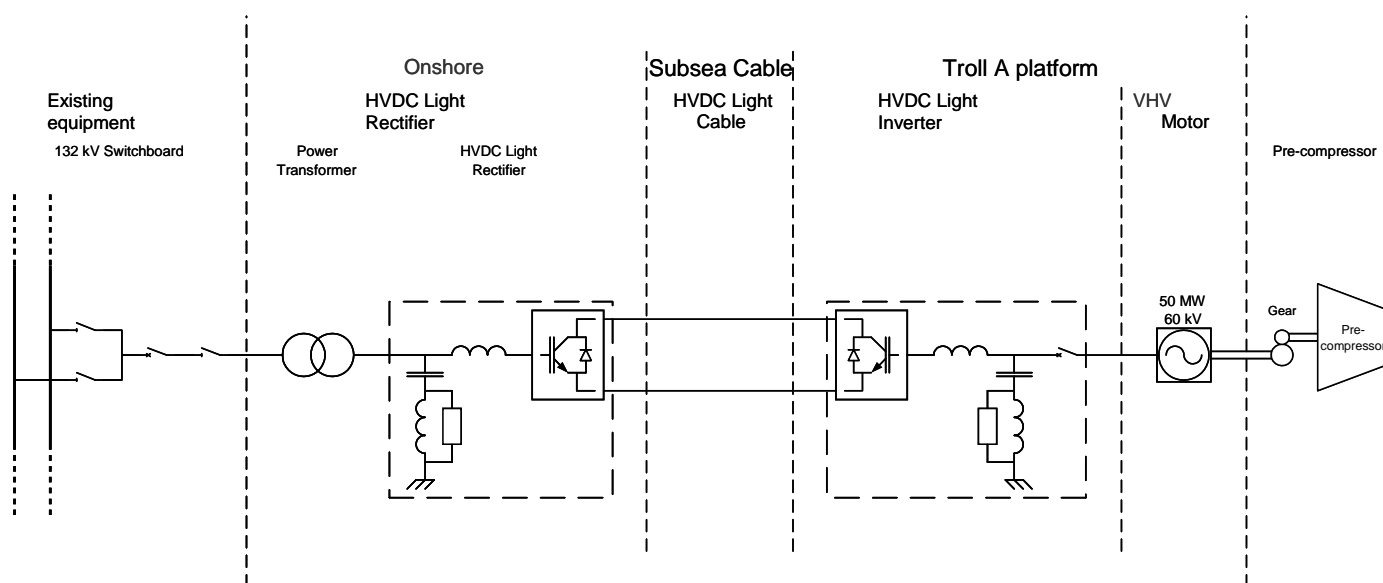 Onshore
Subsea Cable
Troll A platform
Existing
equipment
HVDC Light
Rectifier
HVDC Light
Cable
HVDC Light
Inverter
VHV
Motor
132 kV Switchboard
Power
Transformer
HVDC Light
Rectifier
Pre-compressor
50 MW
60 kV
Gear
Pre-
compressor